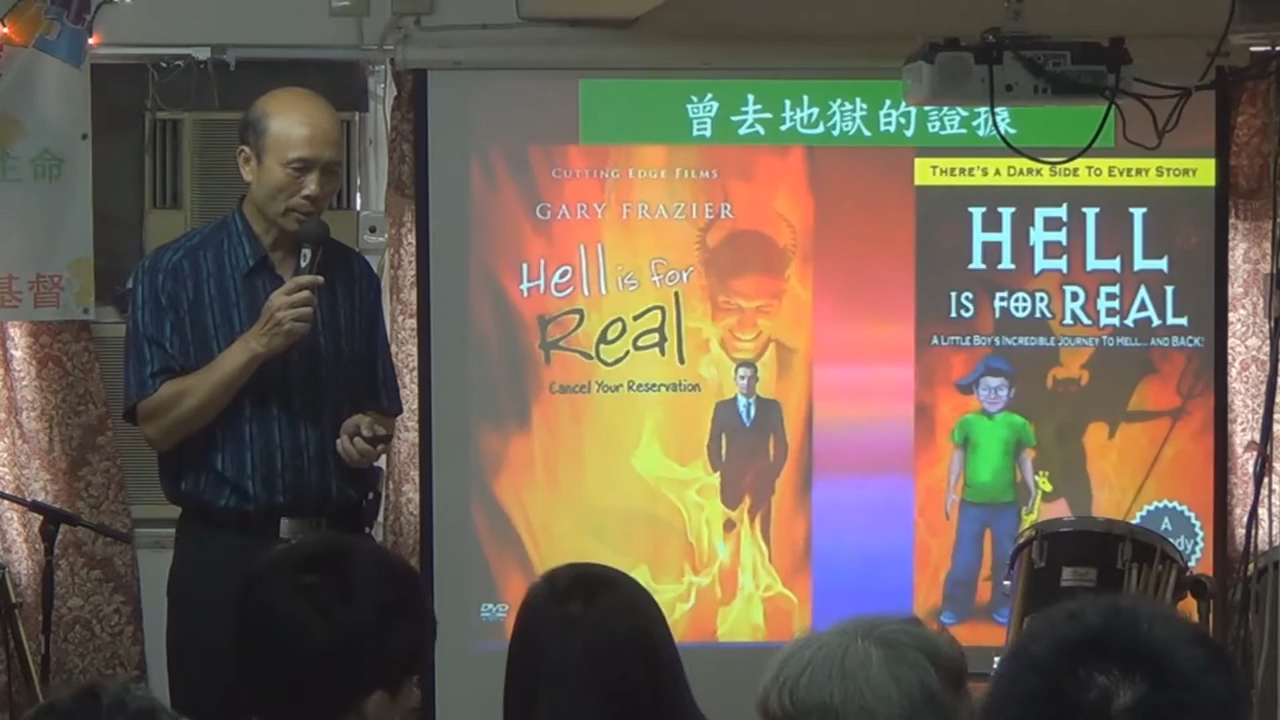 生命
基督
曾去地獄的證據
CUTTING EDGE FILMS
GARY FRAZIER
Hell is for
Real
Cancel Your Reservation
DVD
THERE'S A DARK SIDE TO EVERY STORY
HELL
IS FOR REAL
A LITTLE BOY'S INCREDIBLE JOURNEY TO HELL... AND BACK!
A